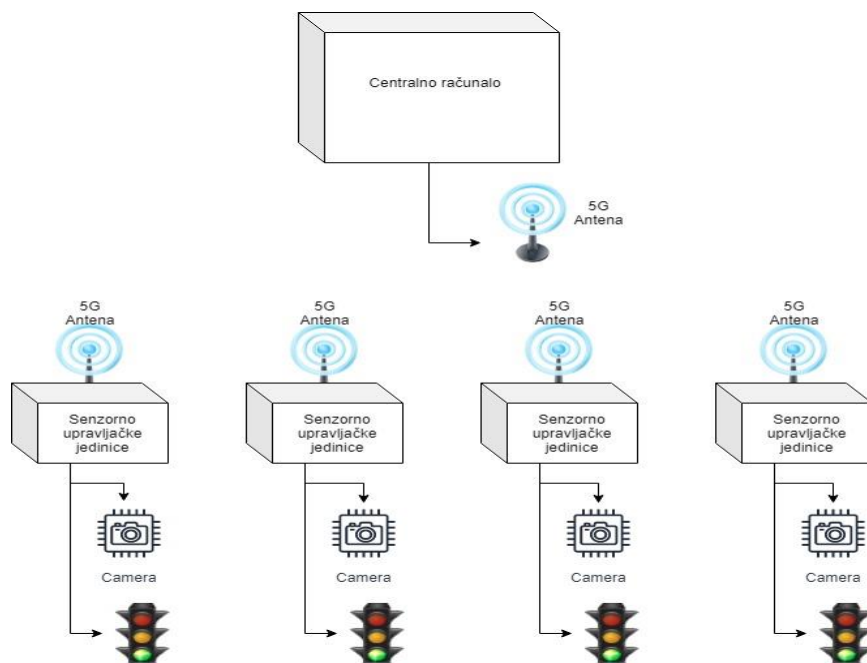 Centralno računalo
5G
Antena
5G
Antena
5G
Antena
5G
Antena
5G
Antena
Senzorno
upravljačke
jedinice
Senzorno
upravljačke
jedinice
Senzorno
upravljačke
jedinice
Senzorno
upravljačke
jedinice
Camera
Camera
Camera
Camera